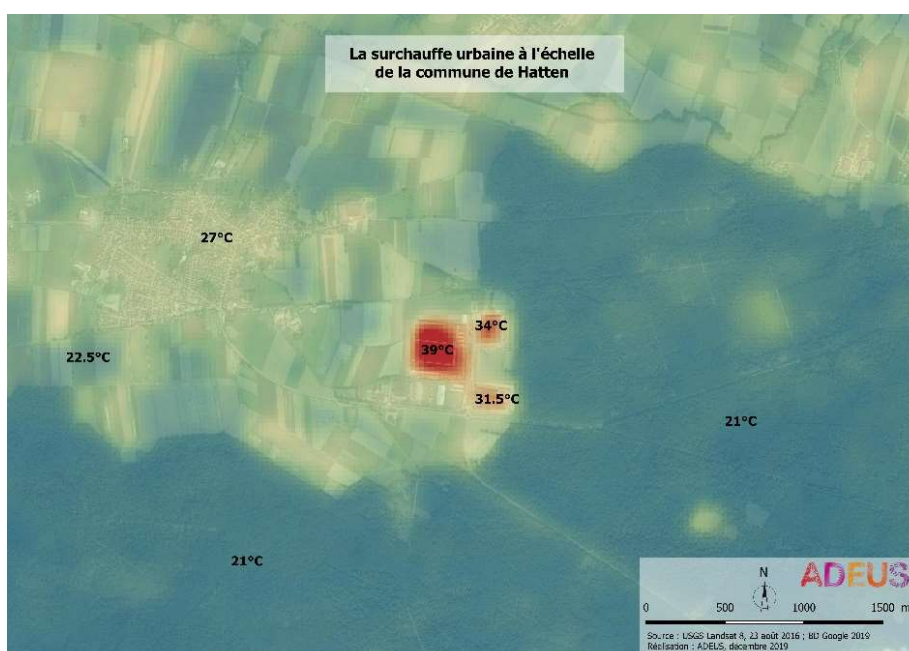 La surchauffe urbaine à l'échelle
de la commune de Hatten
27°C
34°C
39°C
22.5°C
31.5°C
21°C
21°C
ADEUS
N
0 500 1000 1500 m
Source : USGS Landsat 8, 23 août 2016 ; BD Google 2019
Réalisation : ADEUS, décembre 2019